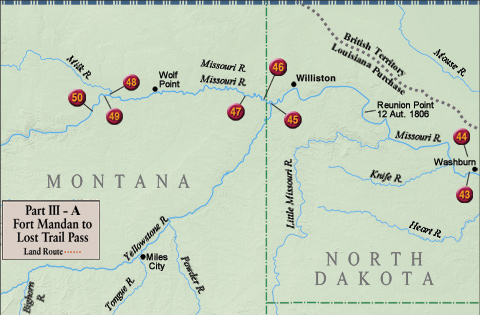 Milk R.
48
Wolf
Point
Missouri R.
Missouri R.
46
Williston
British Territory
Louisiana Purchase
Mouse R.
50
49
47
45
Reunion Point
12 Aut. 1806
Missouri R.
44
Washburn
43
MONTANA
Little Missouri R.
Knife R.
Heart R.
Part III - A
Fort Mandan to
Lost Trail Pass
Land Route ······
Yellowstone R.
Miles
City
Bighorn
R.
Tongue R.
Powder R.
NORTH
DAKOTA